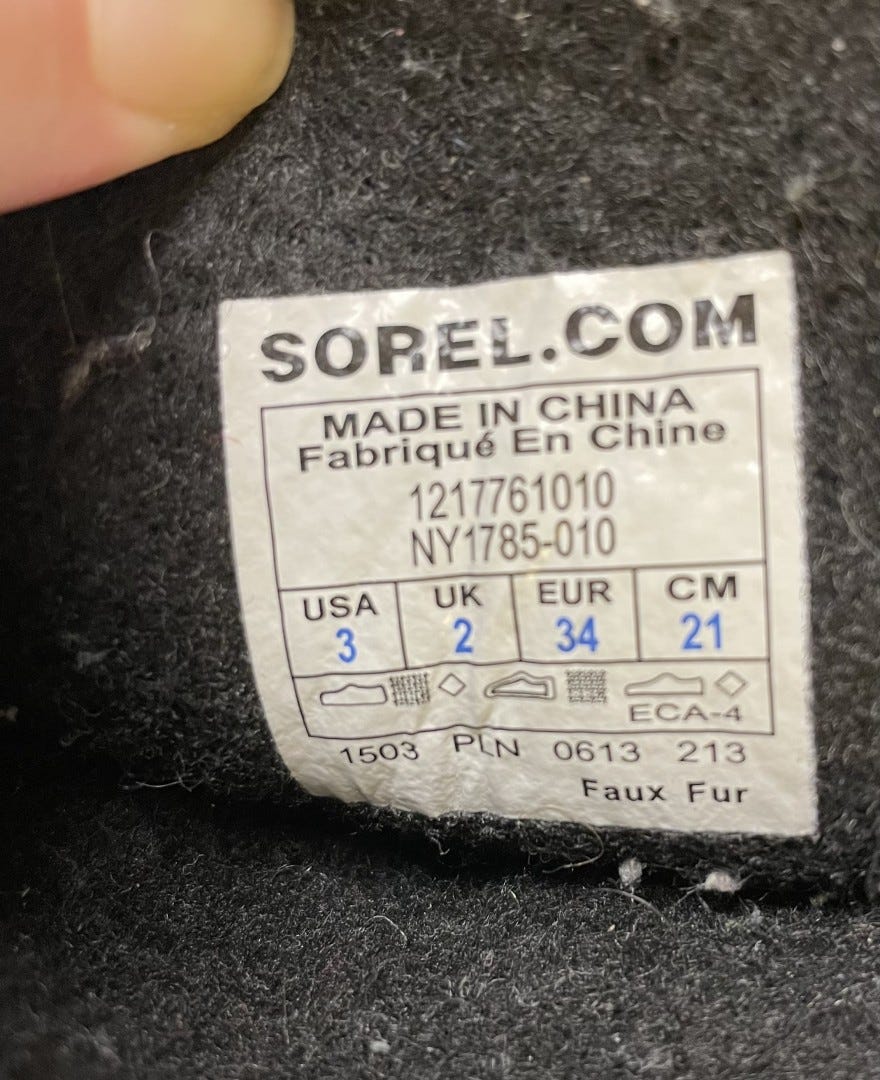 SOREL.COM
MADE IN CHINA
Fabriqué En Chine
1217761010
NY1785-010
USA UK EUR CM
3 2 34 21
ECA-4
1503 PLN 0613 213
Faux Fur